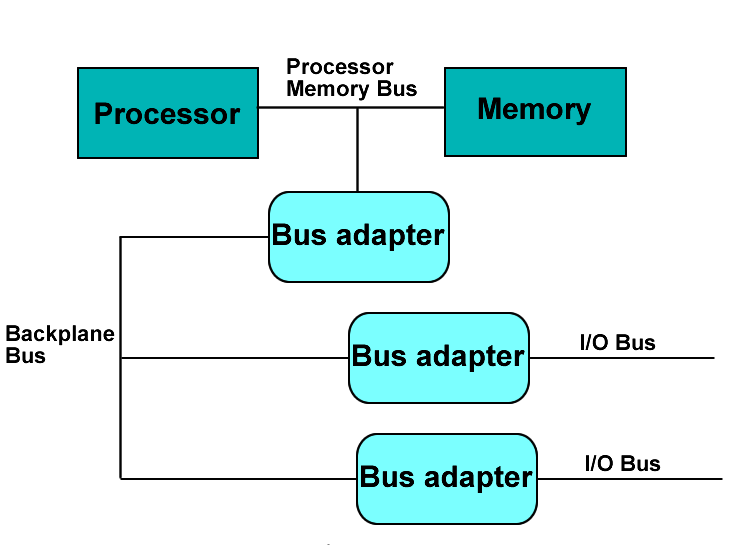 Processor
Memory Bus
Processor
Memory
Bus adapter
Backplane
Bus
Bus adapter
I/O Bus
Bus adapter
I/O Bus